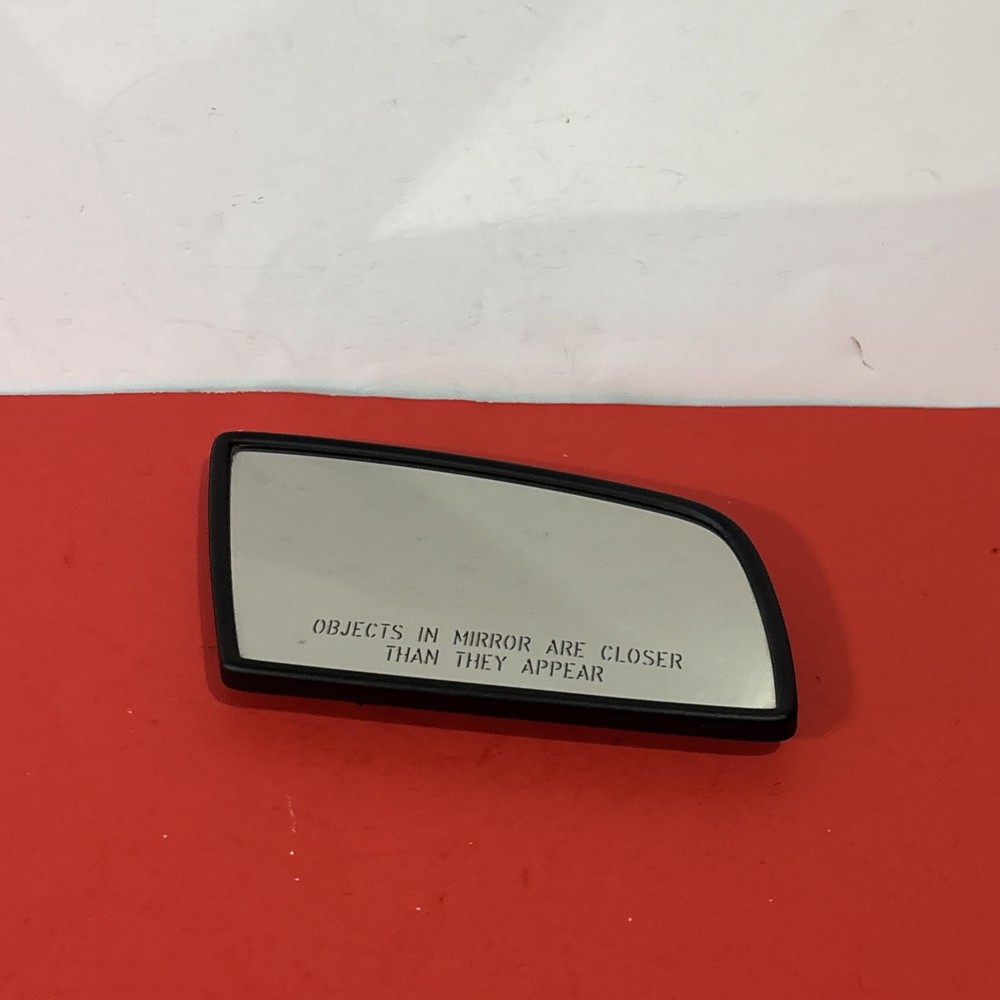 OBJECTS IN MIRROR ARE CLOSER
THAN THEY APPEAR